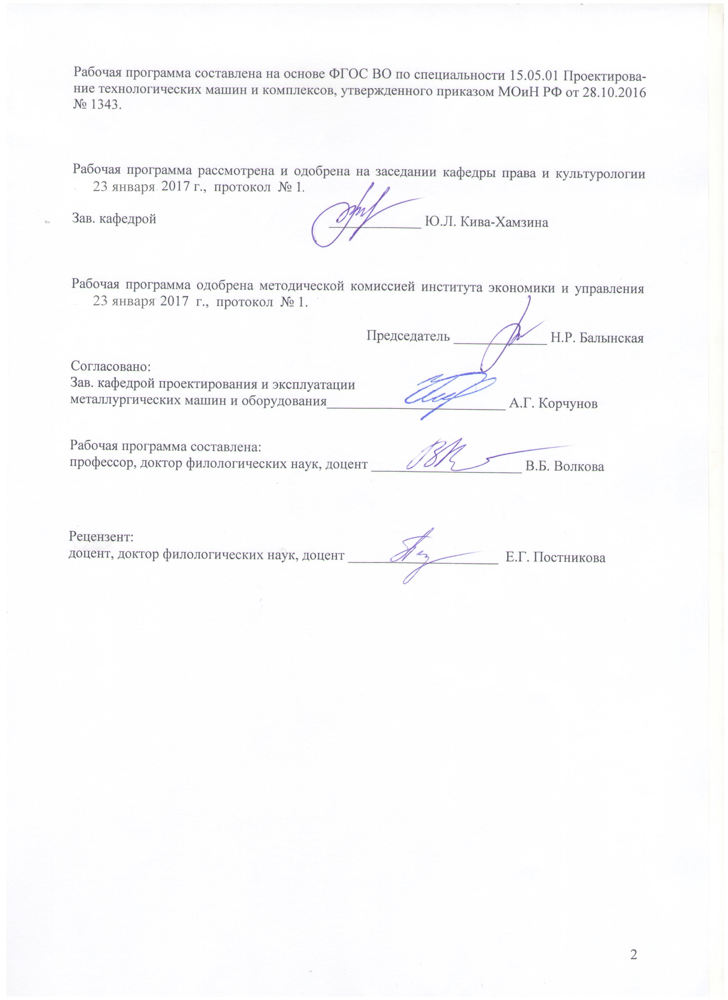 Рабочая программа составлена на основе ФГОС ВО по специальности 15.05.01 Проектирова-
ние технологических машин и комплексов, утвержденного приказом МОиН РФ от 28.10.2016
№ 1343.
Рабочая программа рассмотрена и одобрена на заседании кафедры права и культурологии
23 января 2017 г., протокол № 1.
Зав. кафедрой _____________ Ю.Л. Кива-Хамзина
Рабочая программа одобрена методической комиссией института экономики и управления
23 января 2017 г., протокол № 1.
Председатель _____________ Н.Р. Балынская
Согласовано:
Зав. кафедрой проектирования и эксплуатации
металлургических машин и оборудования_________________________ А.Г. Корчунов
Рабочая программа составлена:
профессор, доктор филологических наук, доцент _____________________ В.Б. Волкова
Рецензент:
доцент, доктор филологических наук, доцент _____________________ Е.Г. Постникова
2